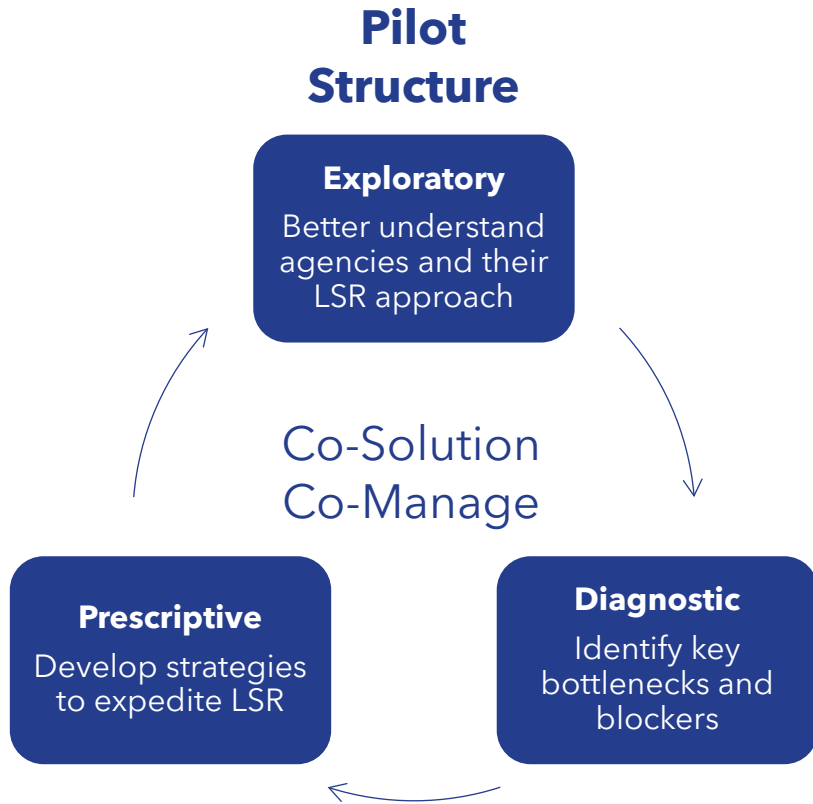 Pilot
Structure
Exploratory
Better understand
agencies and their
LSR approach
Co-Solution
Co-Manage
Prescriptive
Develop strategies
to expedite LSR
Diagnostic
Identify key
bottlenecks and
blockers